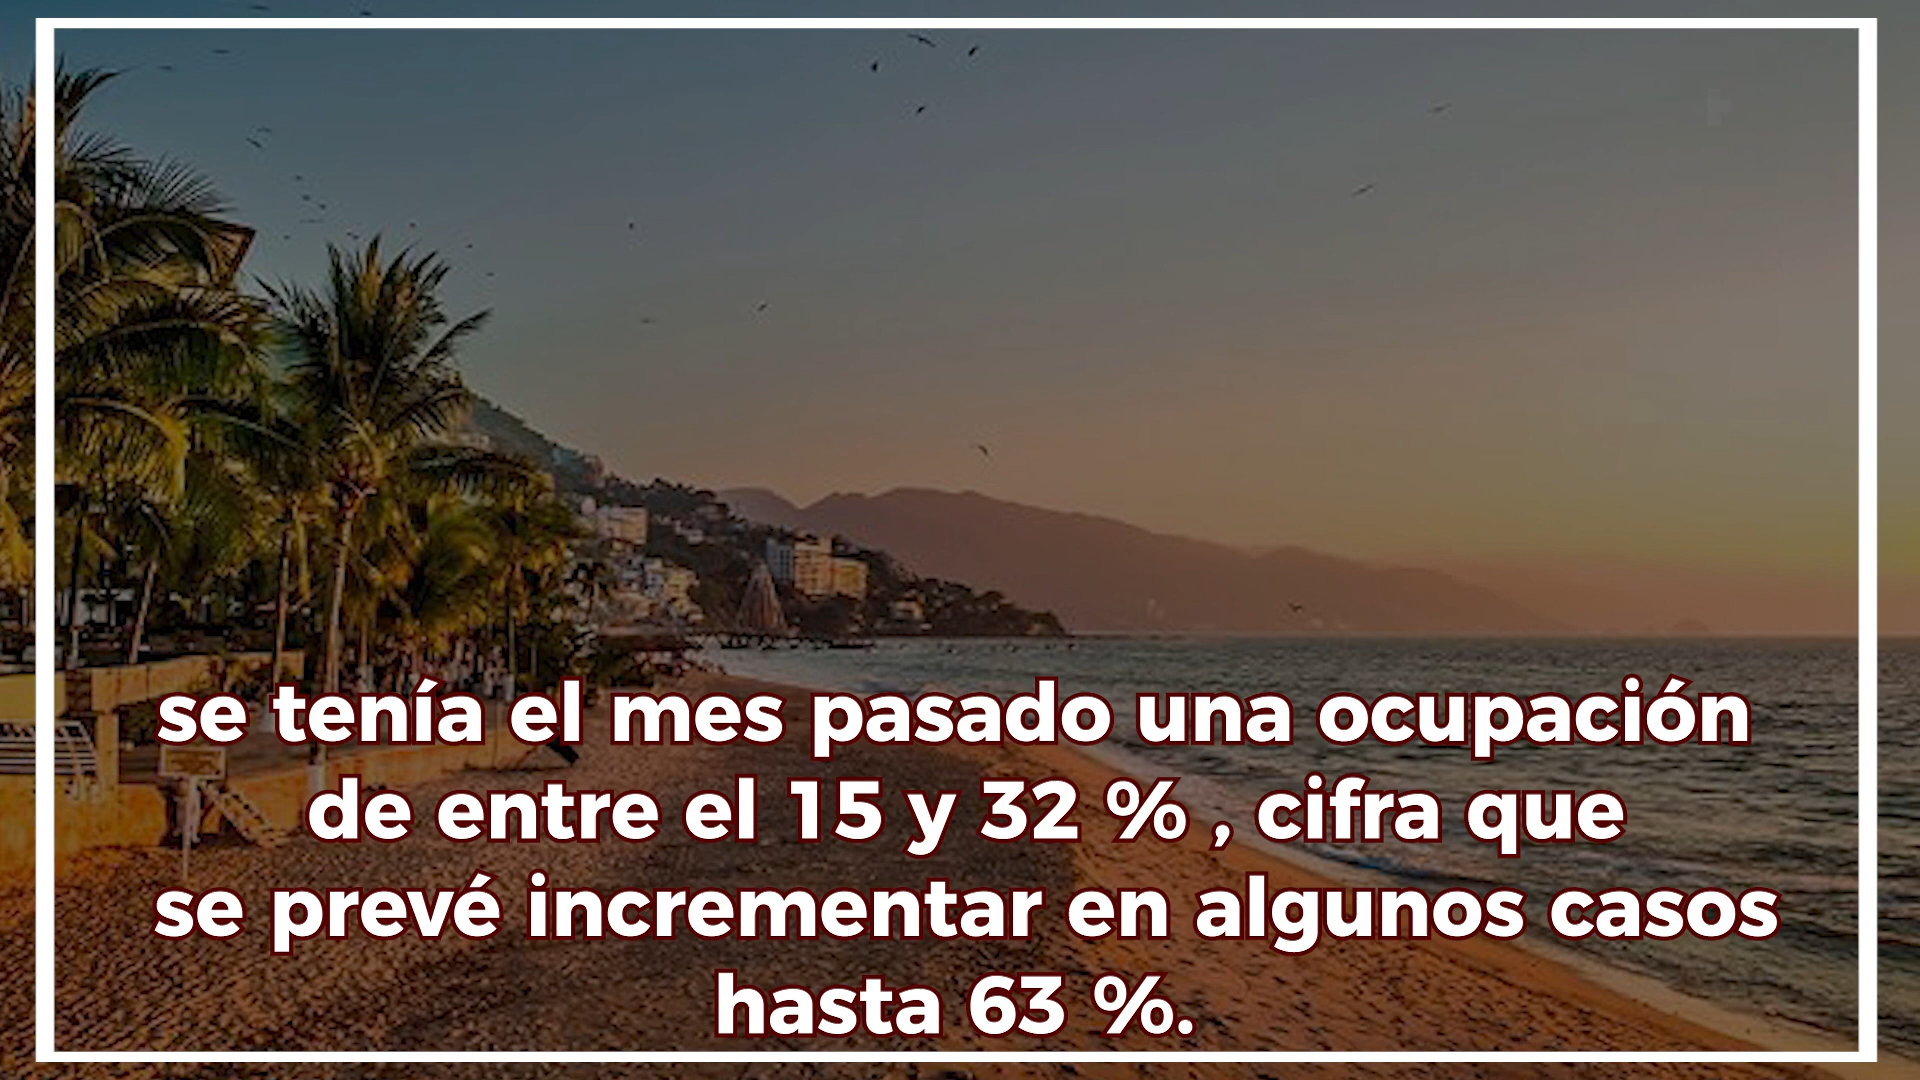 se tenía el mes pasado una ocupación
de entre el 15 y 32 % , cifra que
se prevé incrementar en algunos casos
hasta 63 %.